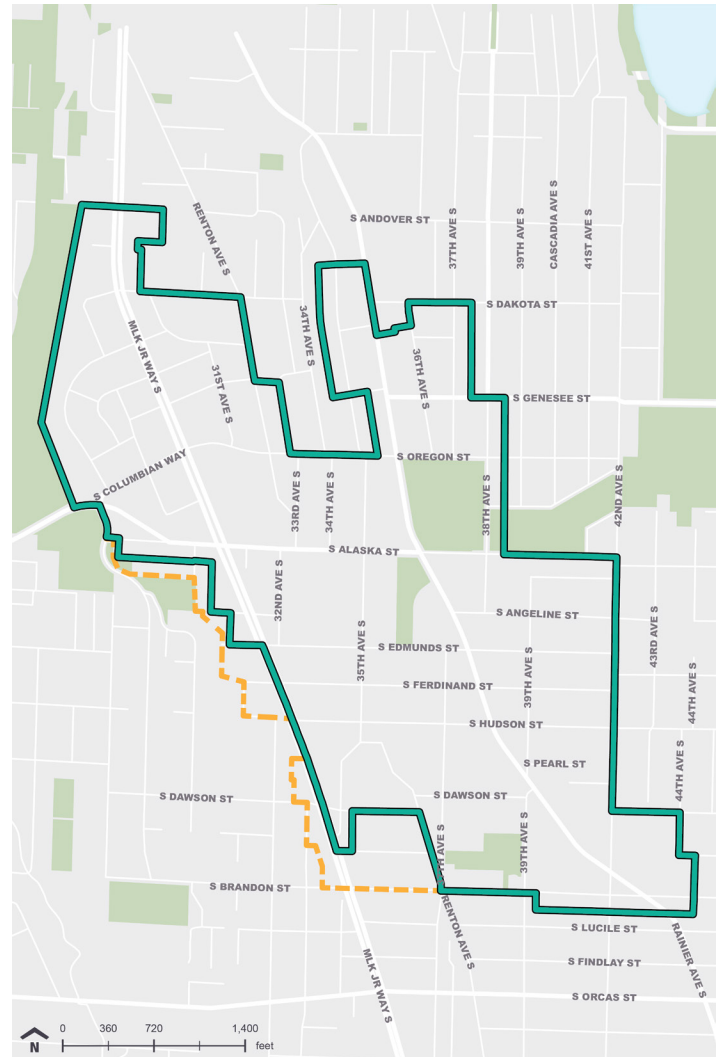 S ANDOVER ST
RENTON AVE S
37TH AVE S
39TH AVE S
CASCADIA AVE S
41ST AVE S
S DAKOTA ST
34TH AVE S
MLK JR WAY S
36TH AVE S
31ST AVE S
S GENESEE ST
S COLUMBIAN WAY
S OREGON ST
33RD AVE S
34TH AVE S
38TH AVE S
42ND AVE S
S ALASKA ST
32ND AVE S
S ANGELINE ST
35TH AVE S
S EDMUNDS ST
43RD AVE S
39TH AVE S
S FERDINAND ST
44TH AVE S
S HUDSON ST
S PEARL ST
44TH AVE S
S DAWSON ST
S DAWSON ST
TH AVE S
39TH AVE S
S BRANDON ST
RENTON AVE S
S LUCILE ST
RAINIER AVE S
S FINDLAY ST
MLK JR WAY S
S ORCAS ST
N
0 360 720 1,400
feet